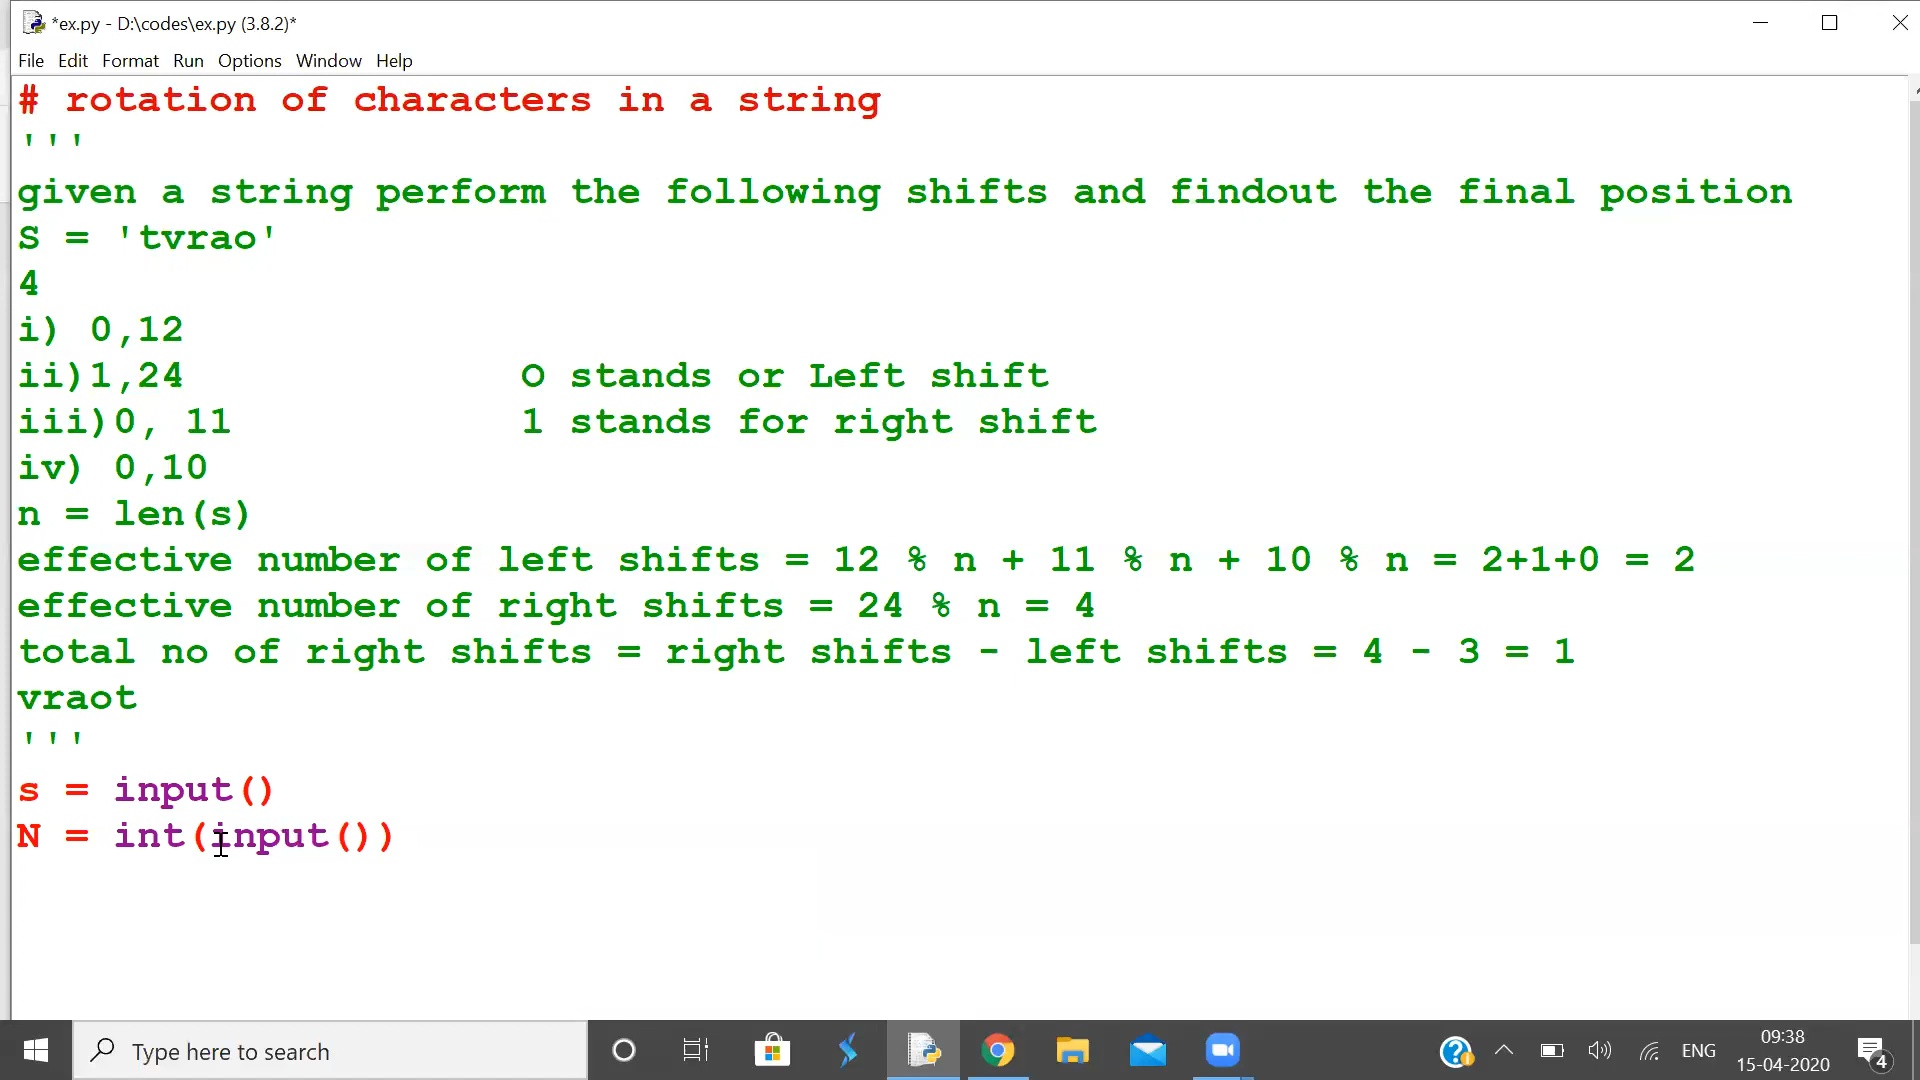 *ex.py - D:\codes\ex.py (3.8.2)*
File Edit Format Run Options Window Help
# rotation of characters in a string
'''
given a string perform the following shifts and findout the final position
S = 'tvrao'
4
i) 0,12
ii)1,24 O stands or Left shift
iii)0, 11 1 stands for right shift
iv) 0,10
n = len(s)
effective number of left shifts = 12 % n + 11 % n + 10 % n = 2+1+0 = 2
effective number of right shifts = 24 % n = 4
total no of right shifts = right shifts - left shifts = 4 - 3 = 1
vraot
'''
s = input()
N = int(input())
Type here to search
ENG
09:38
15-04-2020
4